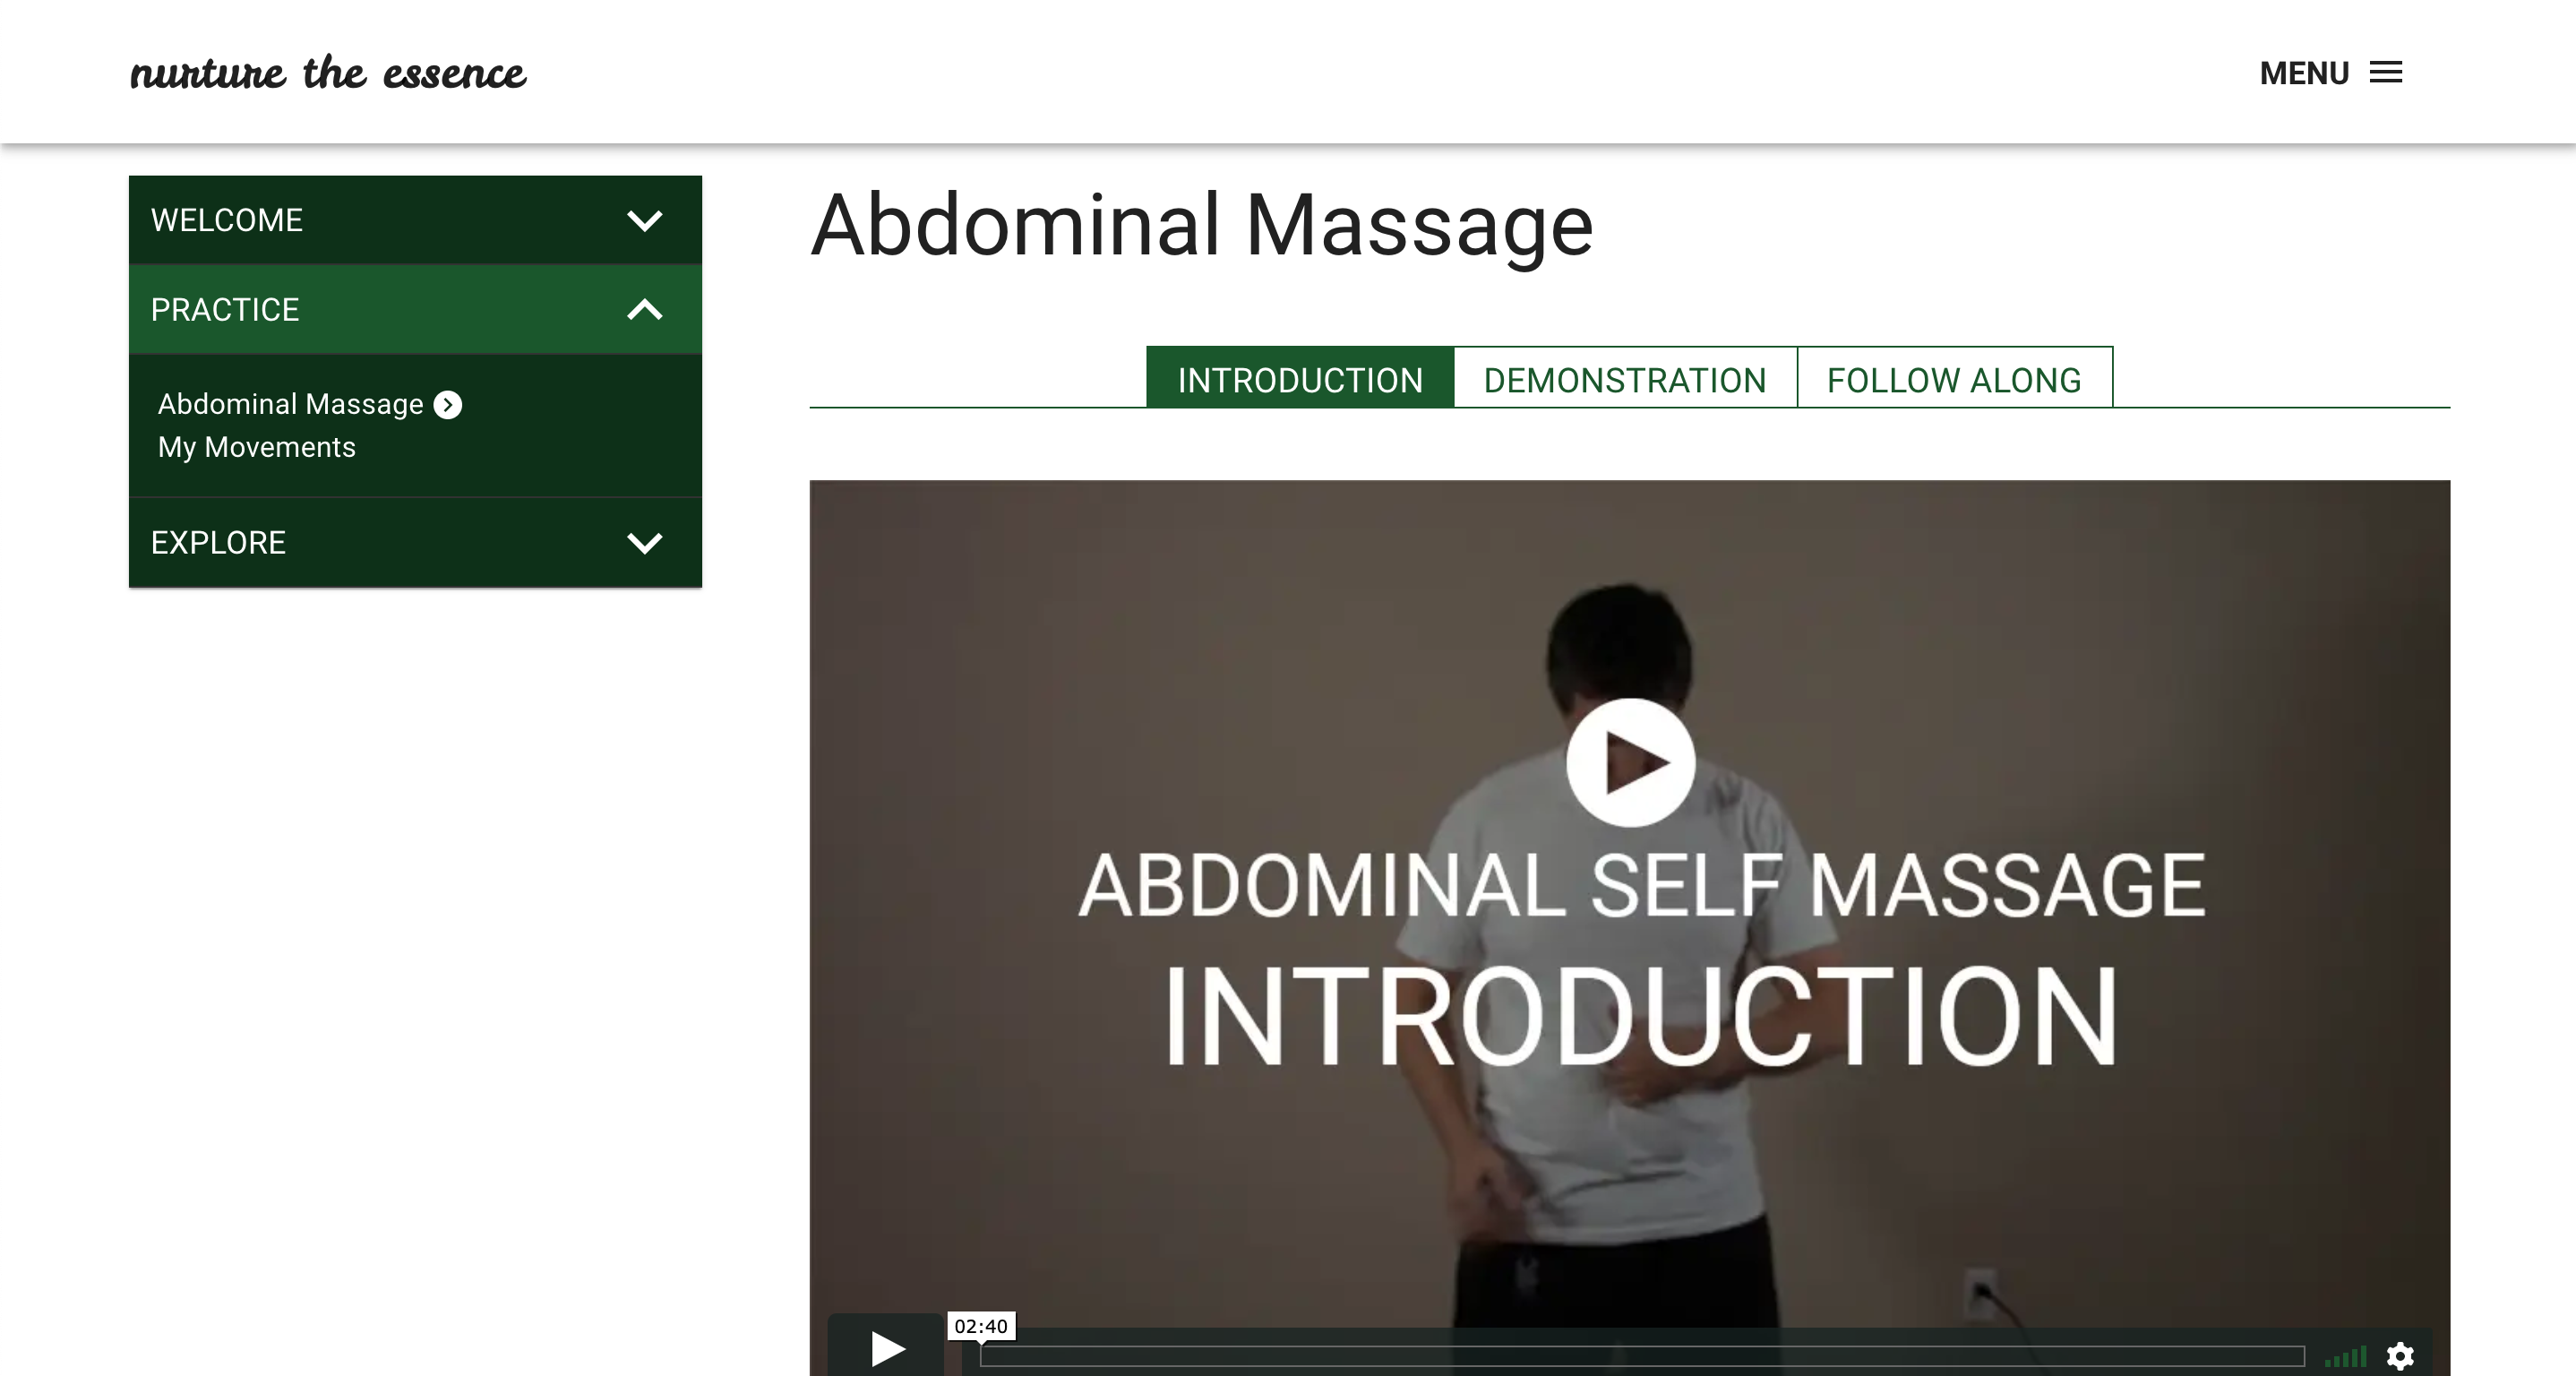 nurture the essence
MENU
WELCOME
PRACTICE
Abdominal Massage
My Movements
EXPLORE
Abdominal Massage
INTRODUCTION
DEMONSTRATION
FOLLOW ALONG
ABDOMINAL SELF MASSAGE
INTRODUCTION
02:40